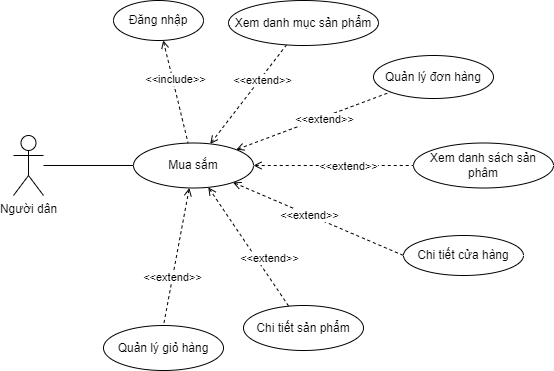 Đăng nhập
Xem danh mục sản phẩm
<<include>>
<<extend>>
Quản lý đơn hàng
<<extend>>
Mua sắm
<<extend>>
Xem danh sách sản
phâm
Người dân
<<extend>>
Chi tiết cửa hàng
<<extend>>
<<extend>>
Chi tiết sản phẩm
Quản lý giỏ hàng